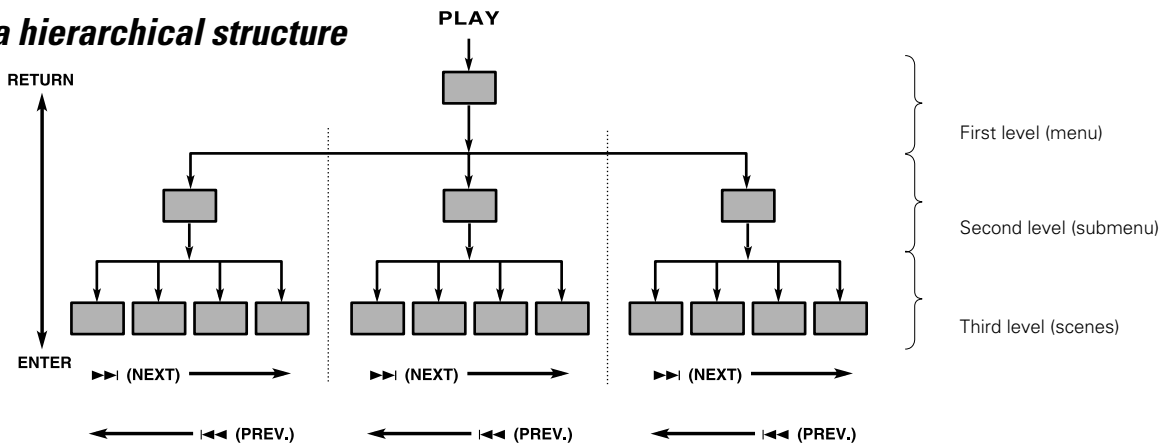 a hierarchical structure
PLAY
RETURN
First level (menu)
Second level (submenu)
Third level (scenes)
ENTER
▶▶| (NEXT) ▶▶| (NEXT) ▶▶| (NEXT)
|◀◀ (PREV.) |◀◀ (PREV.) |◀◀ (PREV.)